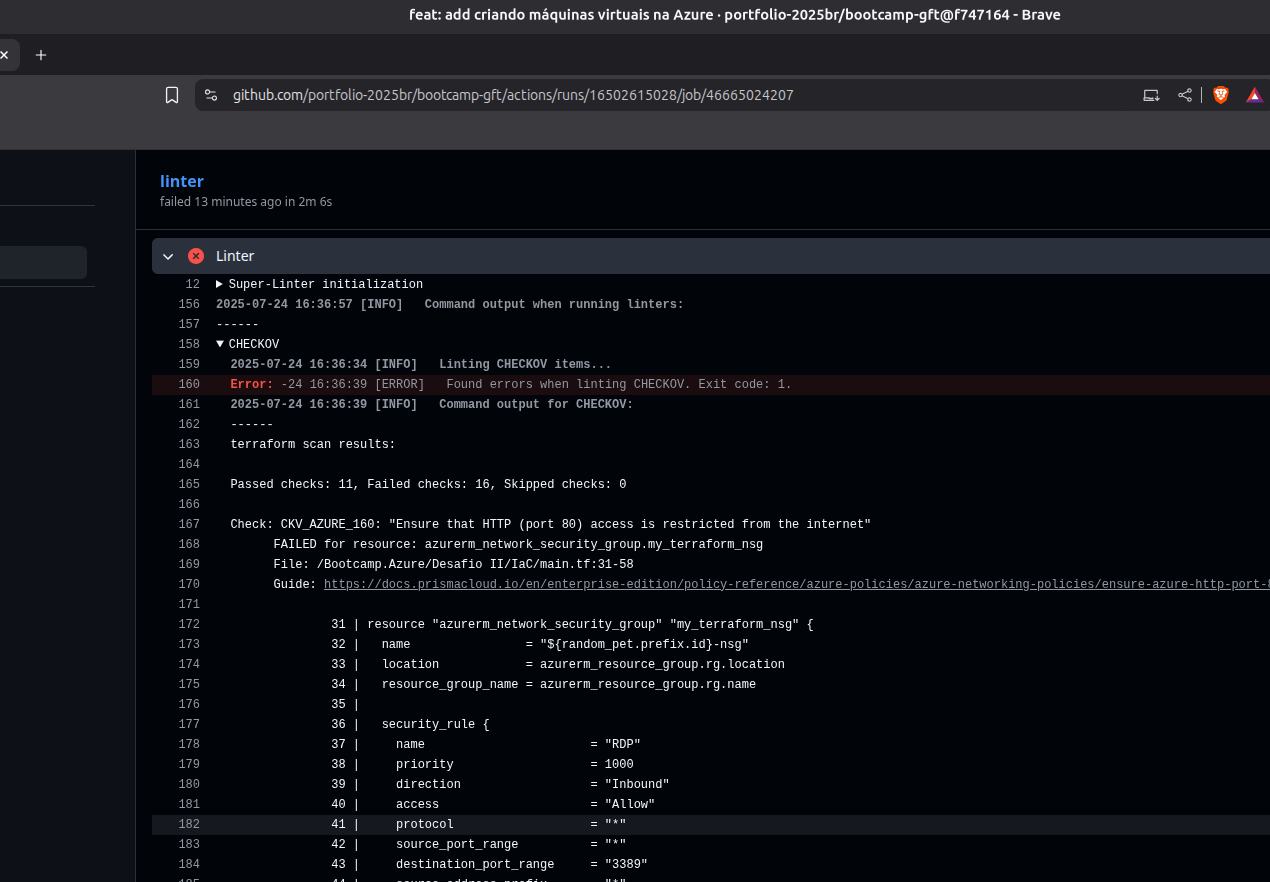 feat: add criando máquinas virtuais na Azure · portfolio-2025br/bootcamp-gft@f747164 - Brave
github.com/portfolio-2025br/bootcamp-gft/actions/runs/16502615028/job/46665024207
linter
failed 13 minutes ago in 2m 6s
Linter
12 Super-Linter initialization
156 2025-07-24 16:36:57 [INFO]   Command output when running linters:
157 ------
158 CHECKOV
159 2025-07-24 16:36:34 [INFO]   Linting CHECKOV items...
160 Error: -24 16:36:39 [ERROR]   Found errors when linting CHECKOV. Exit code: 1.
161 2025-07-24 16:36:39 [INFO]   Command output for CHECKOV:
162 ------
163 terraform scan results:
164
165 Passed checks: 11, Failed checks: 16, Skipped checks: 0
166
167 Check: CKV_AZURE_160: "Ensure that HTTP (port 80) access is restricted from the internet"
168 FAILED for resource: azurerm_network_security_group.my_terraform_nsg
169 File: /Bootcamp.Azure/Desafio II/IaC/main.tf:31-58
170 Guide: https://docs.prismacloud.io/en/enterprise-edition/policy-reference/azure-policies/azure-networking-policies/ensure-azure-http-port-
171
172 31 | resource "azurerm_network_security_group" "my_terraform_nsg" {
173 32 |   name                = "${random_pet.prefix.id}-nsg"
174 33 |   location            = azurerm_resource_group.rg.location
175 34 |   resource_group_name = azurerm_resource_group.rg.name
176 35 |
177 36 |   security_rule {
178 37 |     name                       = "RDP"
179 38 |     priority                   = 1000
180 39 |     direction                  = "Inbound"
181 40 |     access                     = "Allow"
182 41 |     protocol                   = "*"
183 42 |     source_port_range          = "*"
184 43 |     destination_port_range     = "3389"